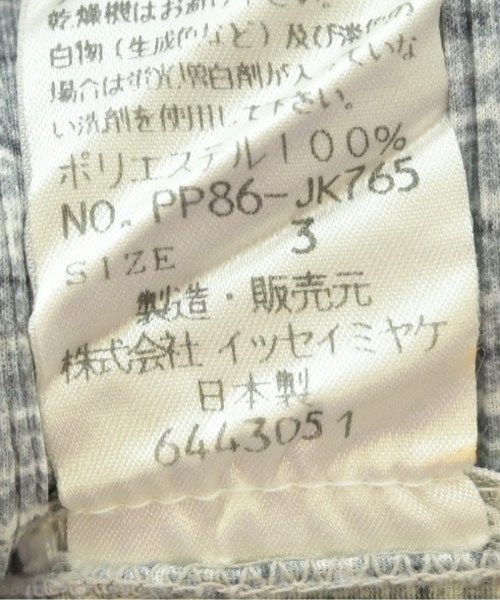 乾燥機はお避け下さい。
白物(生成色など)及び淡色の
場合は蛍光増白剤が入っていな
い洗剤を使用して下さい。
ポリエステル100%
NO. PP86-JK765
SIZE 3
製造・販売元
株式会社 イッセイミヤケ
日本製
6443051